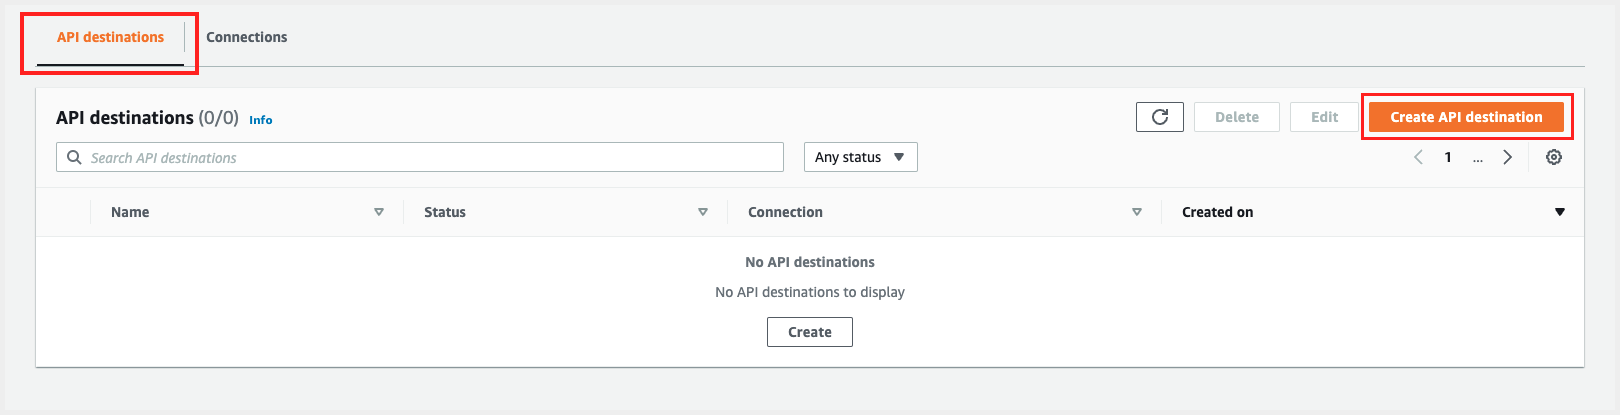 API destinations Connections
API destinations (0/0) Info
Delete Edit Create API destination
Search API destinations Any status 1 ...
Name Status Connection Created on
No API destinations
No API destinations to display
Create